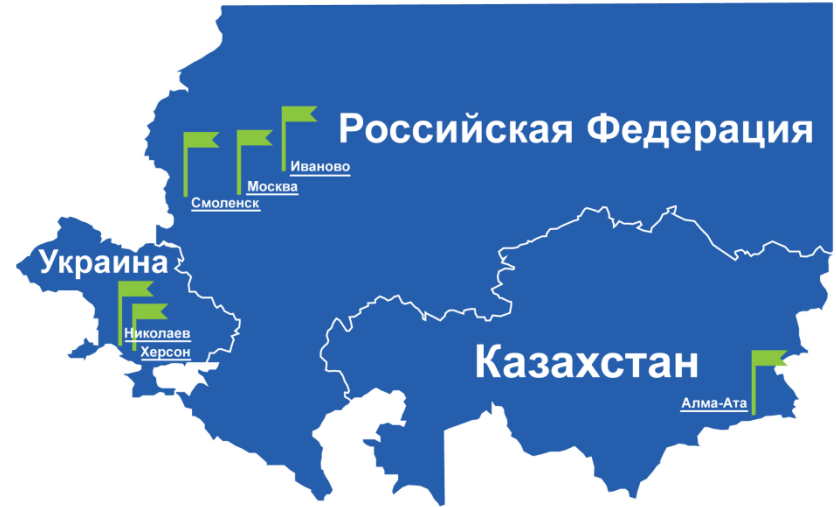 Российская Федерация
Иваново
Москва
Смоленск
Украина
Николаев
Херсон
Казахстан
Алма-Ата